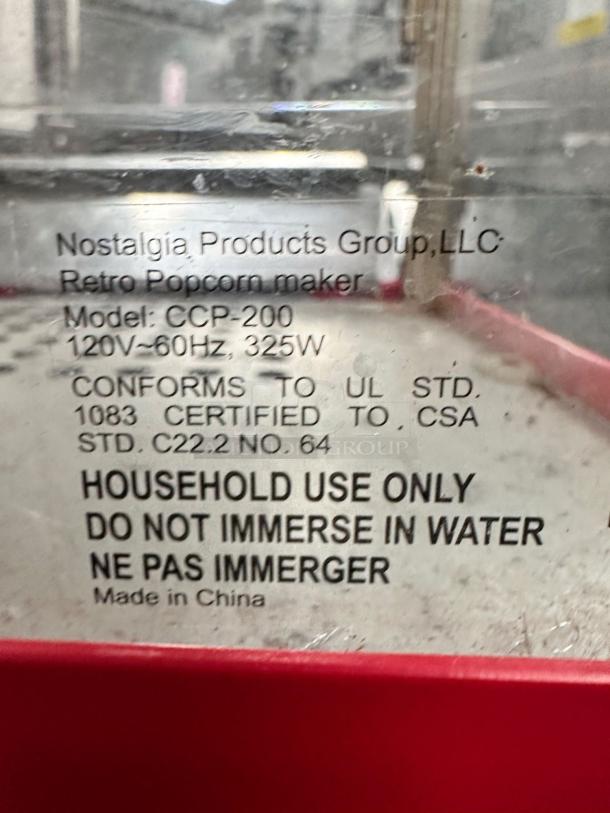 Nostalgia Products Group,LLC
Retro Popcorn maker
Model: CCP-200
120V~60Hz, 325W
CONFORMS TO UL STD.
1083 CERTIFIED TO CSA
STD. C22.2 NO. 64
GROUP
HOUSEHOLD USE ONLY
DO NOT IMMERSE IN WATER
NE PAS IMMERGER
Made in China